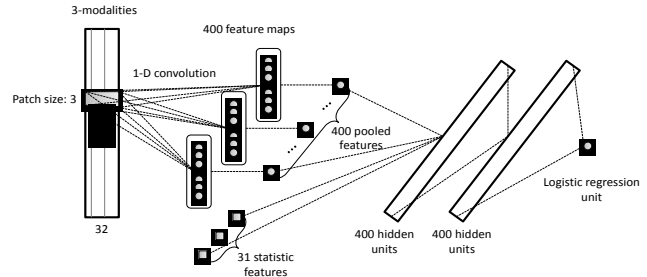 3-modalities
400 feature maps
1-D convolution
Patch size: 3
...
400 pooled
features
...
Logistic regression
unit
32
400 hidden
units
400 hidden
units
31 statistic
features